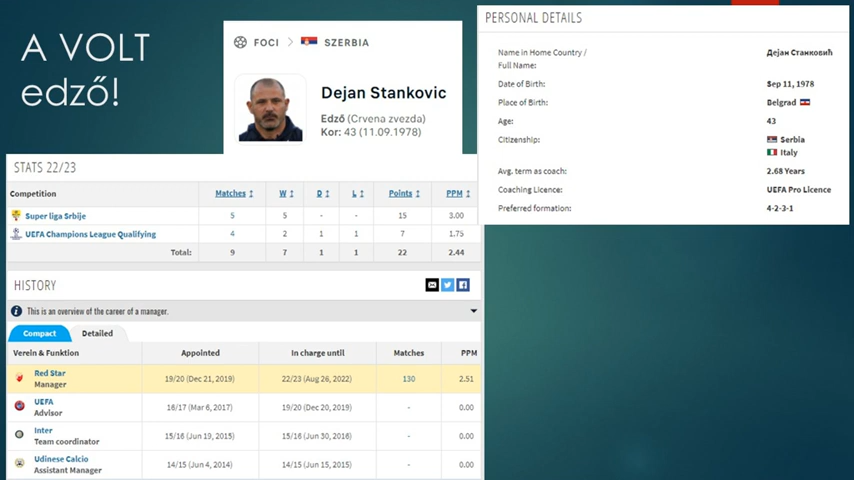 A VOLT
edző!
FOCI > SZERBIA
Dejan Stankovic
Edző (Crvena zvezda)
Kor: 43 (11.09.1978)
PERSONAL DETAILS
Name in Home Country / Full Name: Дејан Станковић
Date of Birth: Sep 11, 1978
Place of Birth: Belgrad
Age: 43
Citizenship: Serbia
Italy
Avg. term as coach: 2.68 Years
Coaching Licence: UEFA Pro Licence
Preferred formation: 4-2-3-1
STATS 22/23
Competition Matches W D L Points PPM
Super liga Srbije 5 5 - - 15 3.00
UEFA Champions League Qualifying 4 2 1 1 7 1.75
Total: 9 7 1 1 22 2.44
HISTORY
This is an overview of the career of a manager.
Compact Detailed
Verein & Funktion Appointed In charge until Matches PPM
Red Star
Manager 19/20 (Dec 21, 2019) 22/23 (Aug 26, 2022) 130 2.51
UEFA
Advisor 16/17 (Mar 6, 2017) 19/20 (Dec 20, 2019) - 0.00
Inter
Team coordinator 15/16 (Jun 19, 2015) 15/16 (Jun 30, 2016) - 0.00
Udinese Calcio
Assistant Manager 14/15 (Jun 4, 2014) 14/15 (Jun 15, 2015) - 0.00